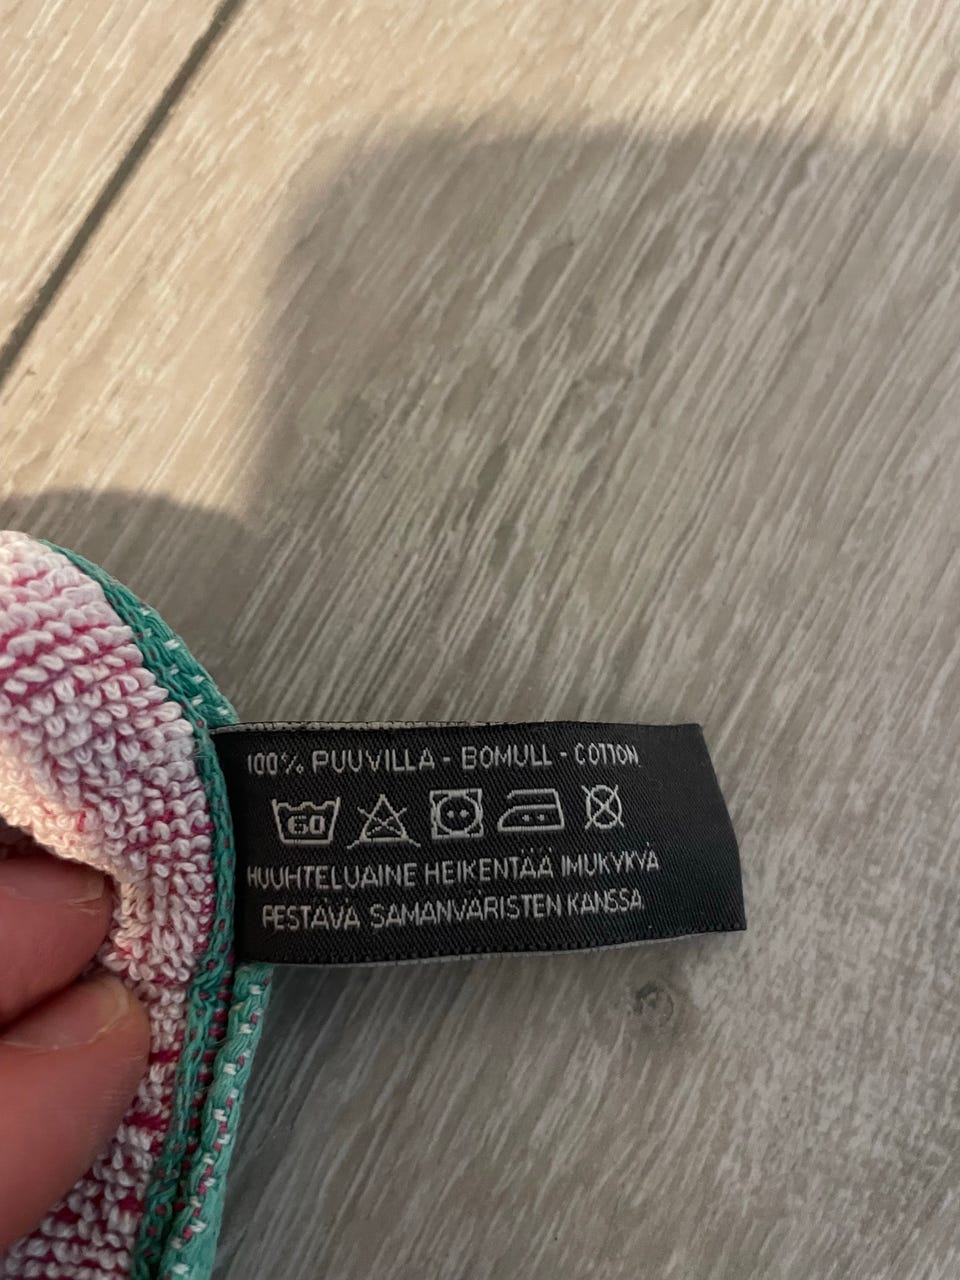 100% PUUVILLA - BOMULL - COTTON
60
HUUHTELUAINE HEIKENTÄÄ IMUKYKYÄ
PESTÄVÄ SAMANVÄRISTEN KANSSA